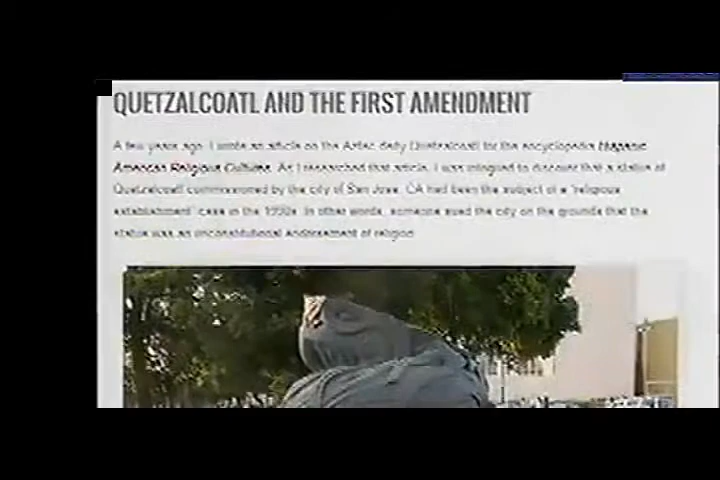 QUETZALCOATL AND THE FIRST AMENDMENT
A few years ago, I wrote an article on the Aztec deity Quetzalcoatl for the encyclopedia Hispanic
American Religious Cultures. As I researched that article, I was intrigued to discover that a statue of
Quetzalcoatl commissioned by the city of San Jose, CA had been the subject of a "religious
establishment" case in the 1990s. In other words, someone sued the city on the grounds that the
statue was an unconstitutional endorsement of religion.